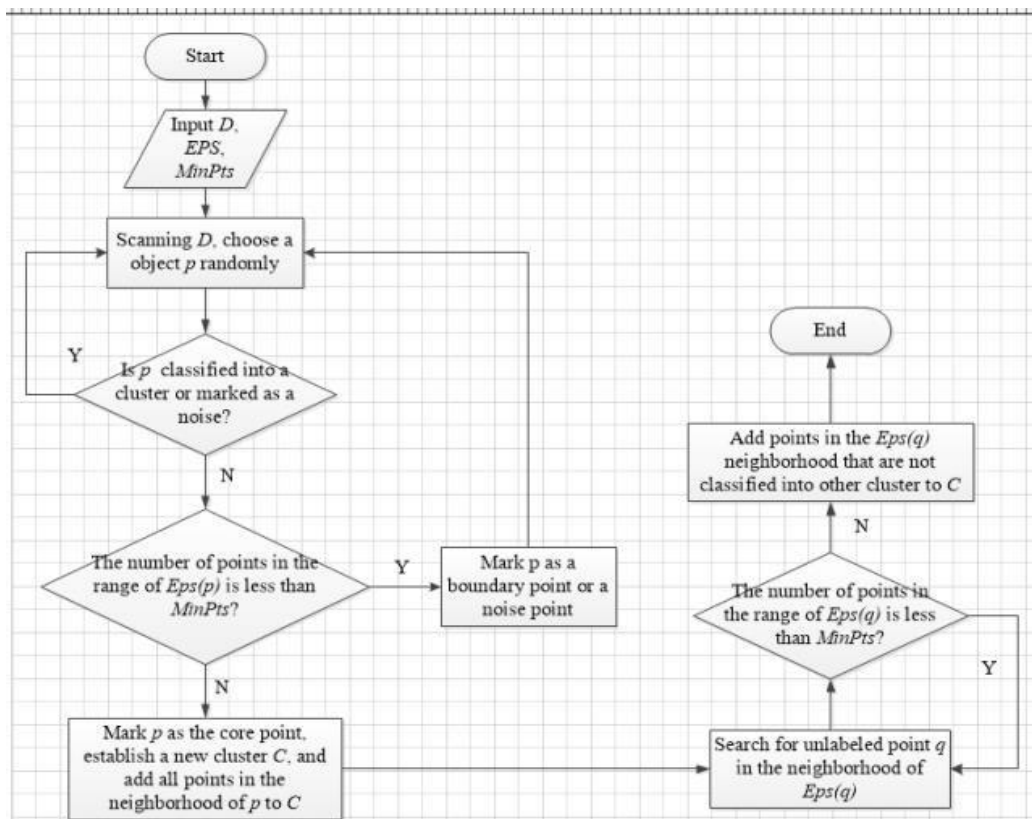 Start
Input D,
EPS,
MinPts
Scanning D, choose a
object p randomly
Y
Is p classified into a
cluster or marked as a
noise?
N
The number of points in the
range of Eps(p) is less than
MinPts?
Y
Mark p as a
boundary point or a
noise point
N
Mark p as the core point,
establish a new cluster C, and
add all points in the
neighborhood of p to C
Search for unlabeled point q
in the neighborhood of
Eps(q)
The number of points in
the range of Eps(q) is less
than MinPts?
Y
N
Add points in the Eps(q)
neighborhood that are not
classified into other cluster to C
End